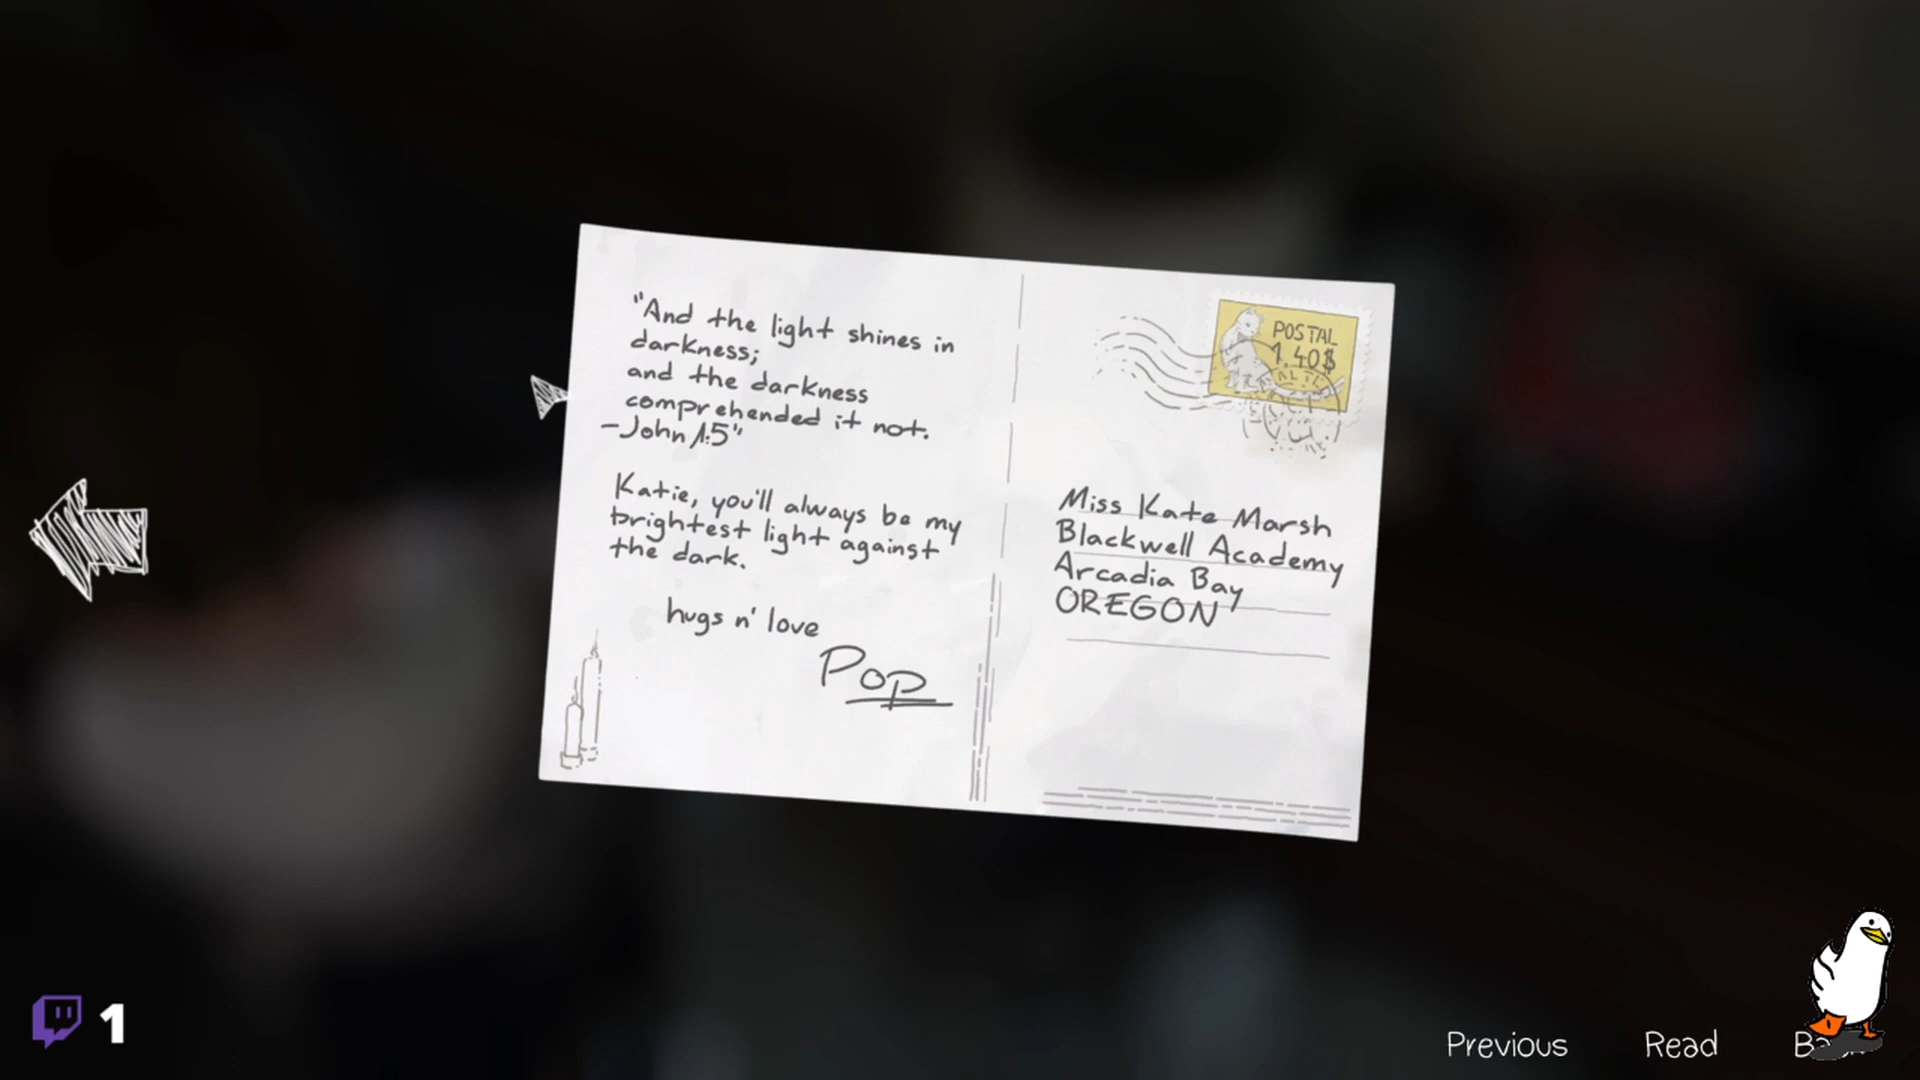 "And the light shines in
darkness;
and the darkness
comprehended it not.
-John 1:5"
Katie, you'll always be my
brightest light against
the dark.
hugs n' love
Pop
POSTAL
1.40$
Miss Kate Marsh
Blackwell Academy
Arcadia Bay
OREGON
1
Previous
Read